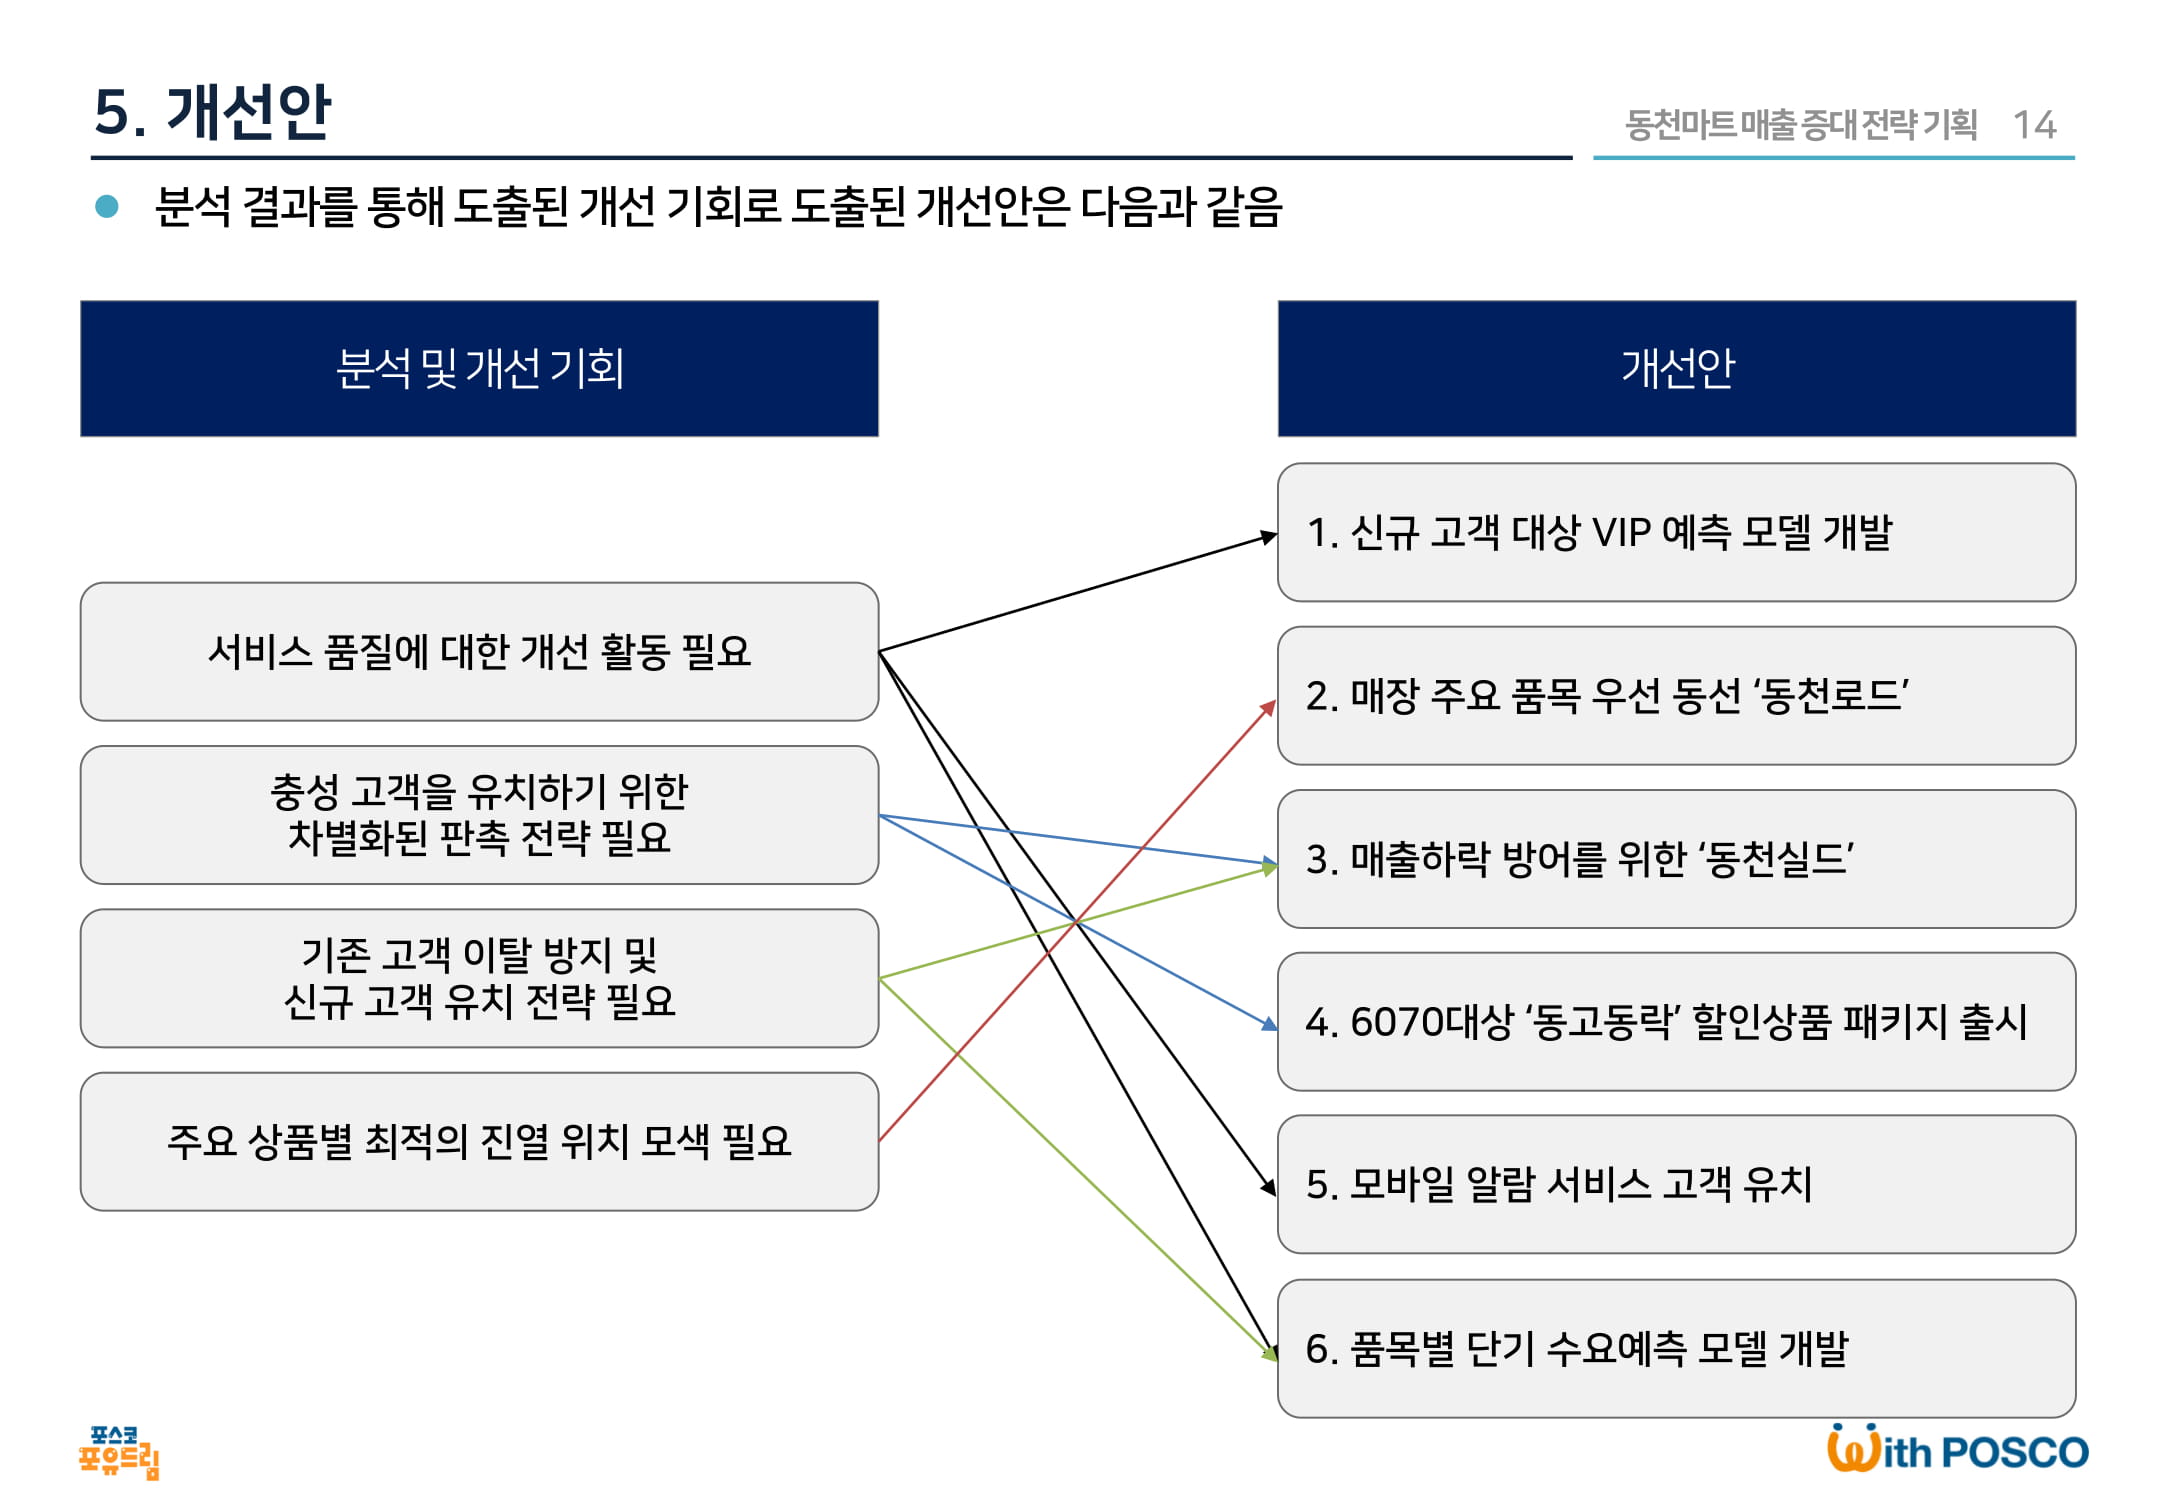 5. 개선안
동천마트 매출 증대 전략 기획 14
분석 결과를 통해 도출된 개선 기회로 도출된 개선안은 다음과 같음
분석 및 개선 기회
서비스 품질에 대한 개선 활동 필요
충성 고객을 유치하기 위한
차별화된 판촉 전략 필요
기존 고객 이탈 방지 및
신규 고객 유치 전략 필요
주요 상품별 최적의 진열 위치 모색 필요
개선안
1. 신규 고객 대상 VIP 예측 모델 개발
2. 매장 주요 품목 우선 동선 ‘동천로드’
3. 매출하락 방어를 위한 ‘동천실드’
4. 6070대상 ‘동고동락’ 할인상품 패키지 출시
5. 모바일 알람 서비스 고객 유치
6. 품목별 단기 수요예측 모델 개발
포스코
포유드림
With POSCO